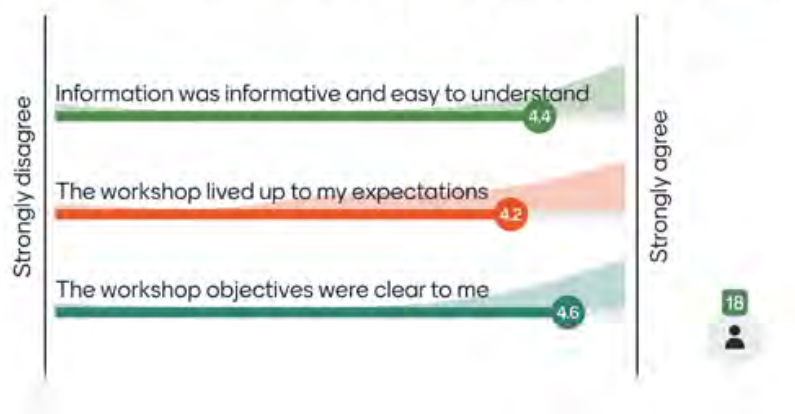 Strongly disagree
Information was informative and easy to understand
4.4
The workshop lived up to my expectations
4.2
The workshop objectives were clear to me
4.6
Strongly agree
18